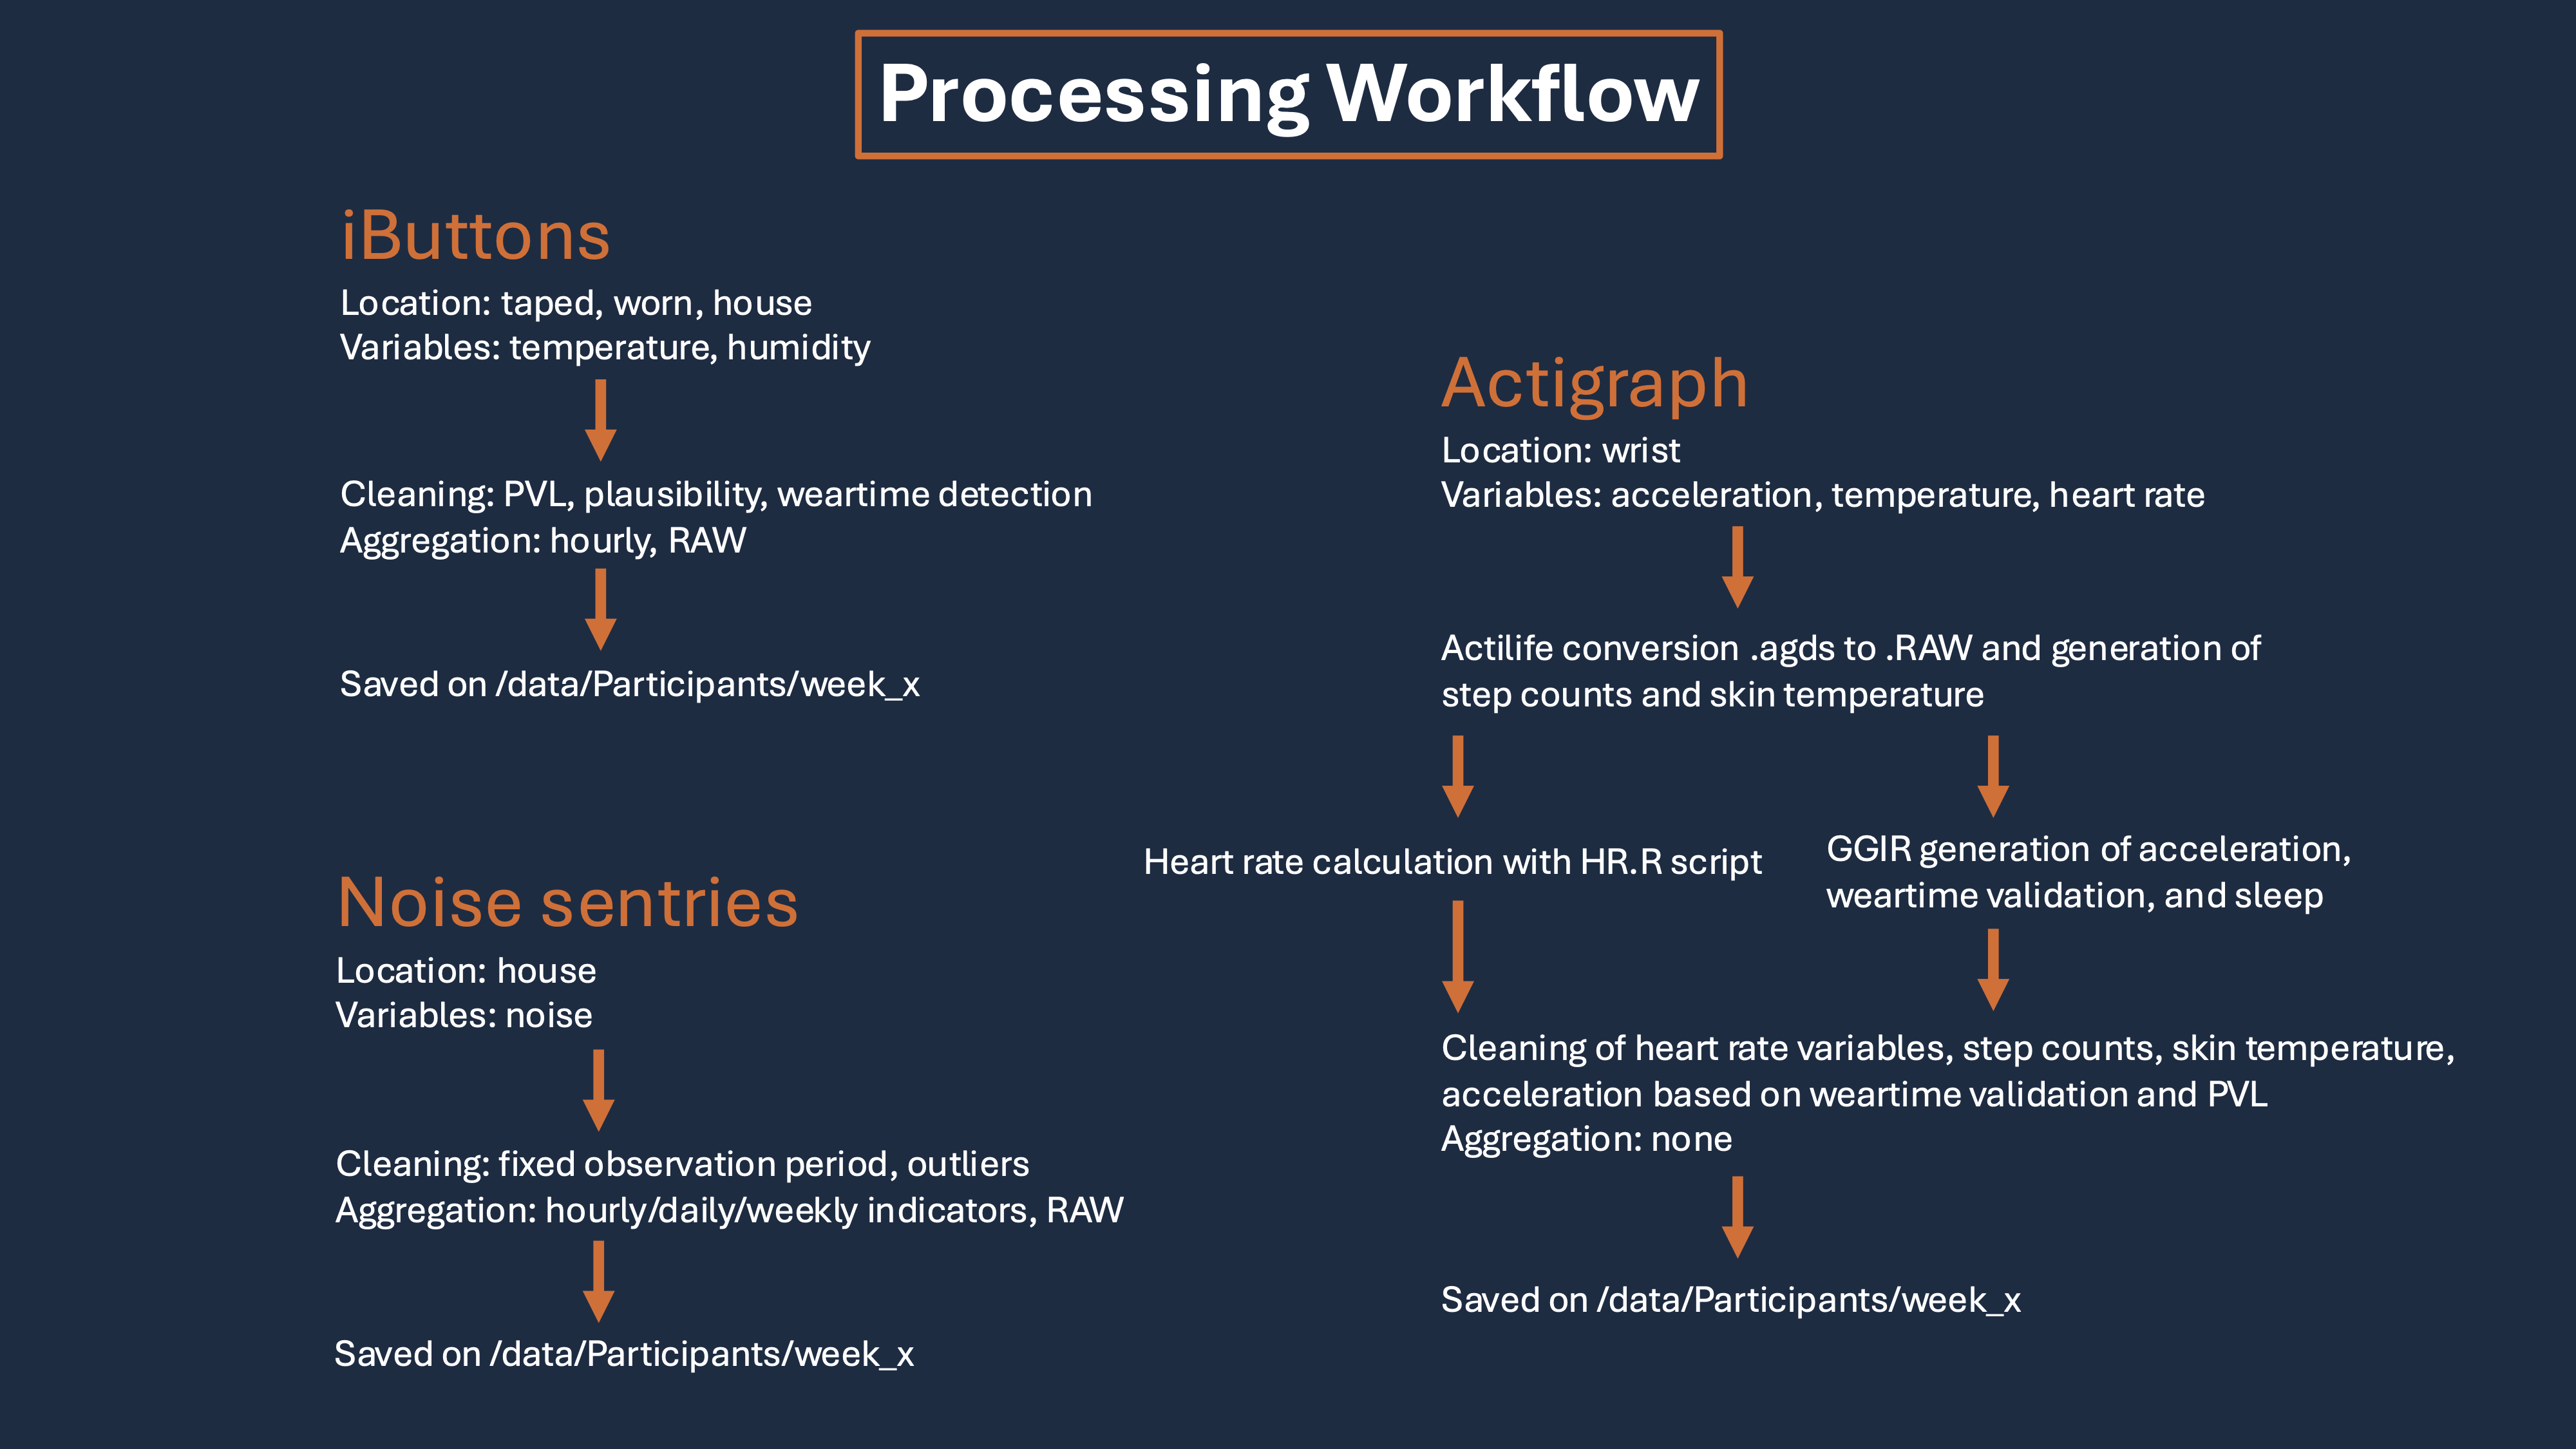 Processing Workflow
iButtons
Location: taped, worn, house
Variables: temperature, humidity
Cleaning: PVL, plausibility, weartime detection
Aggregation: hourly, RAW
Saved on /data/Participants/week_x
Noise sentries
Location: house
Variables: noise
Cleaning: fixed observation period, outliers
Aggregation: hourly/daily/weekly indicators, RAW
Saved on /data/Participants/week_x
Actigraph
Location: wrist
Variables: acceleration, temperature, heart rate
Actilife conversion .agds to .RAW and generation of
step counts and skin temperature
Heart rate calculation with HR.R script
GGIR generation of acceleration,
weartime validation, and sleep
Cleaning of heart rate variables, step counts, skin temperature,
acceleration based on weartime validation and PVL
Aggregation: none
Saved on /data/Participants/week_x